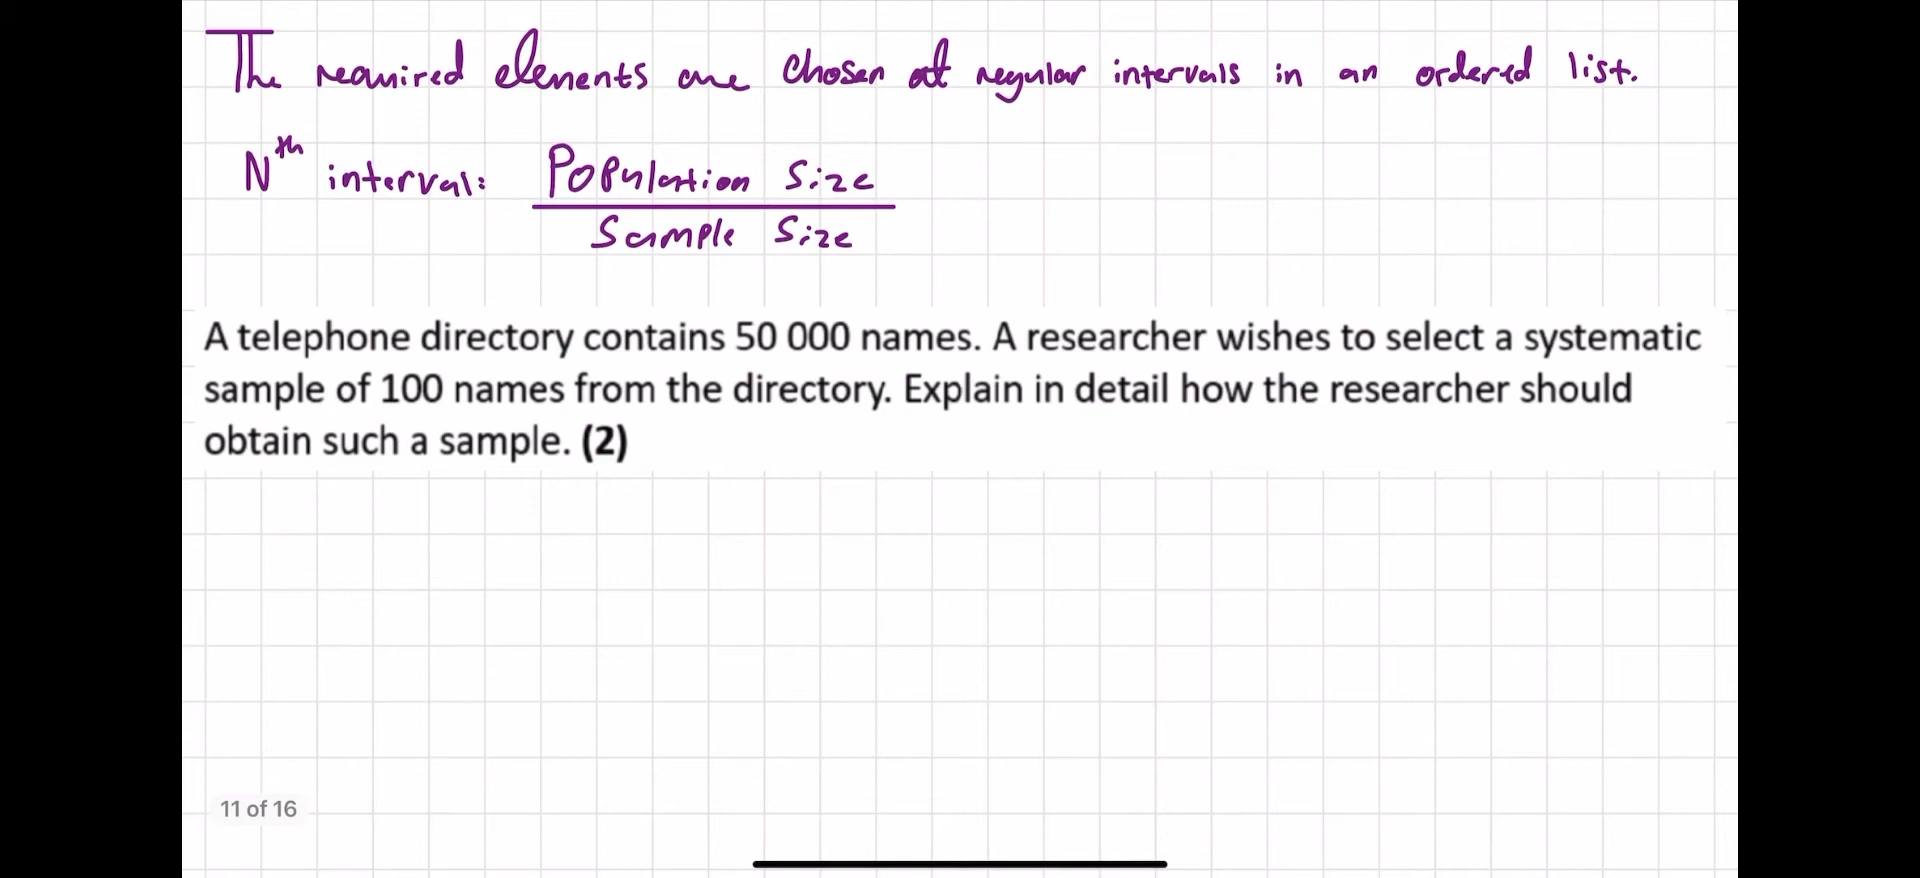 The required elements are chosen at regular intervals in an ordered list.
Nth interval: Population Size
Sample Size
A telephone directory contains 50 000 names. A researcher wishes to select a systematic
sample of 100 names from the directory. Explain in detail how the researcher should
obtain such a sample. (2)
11 of 16